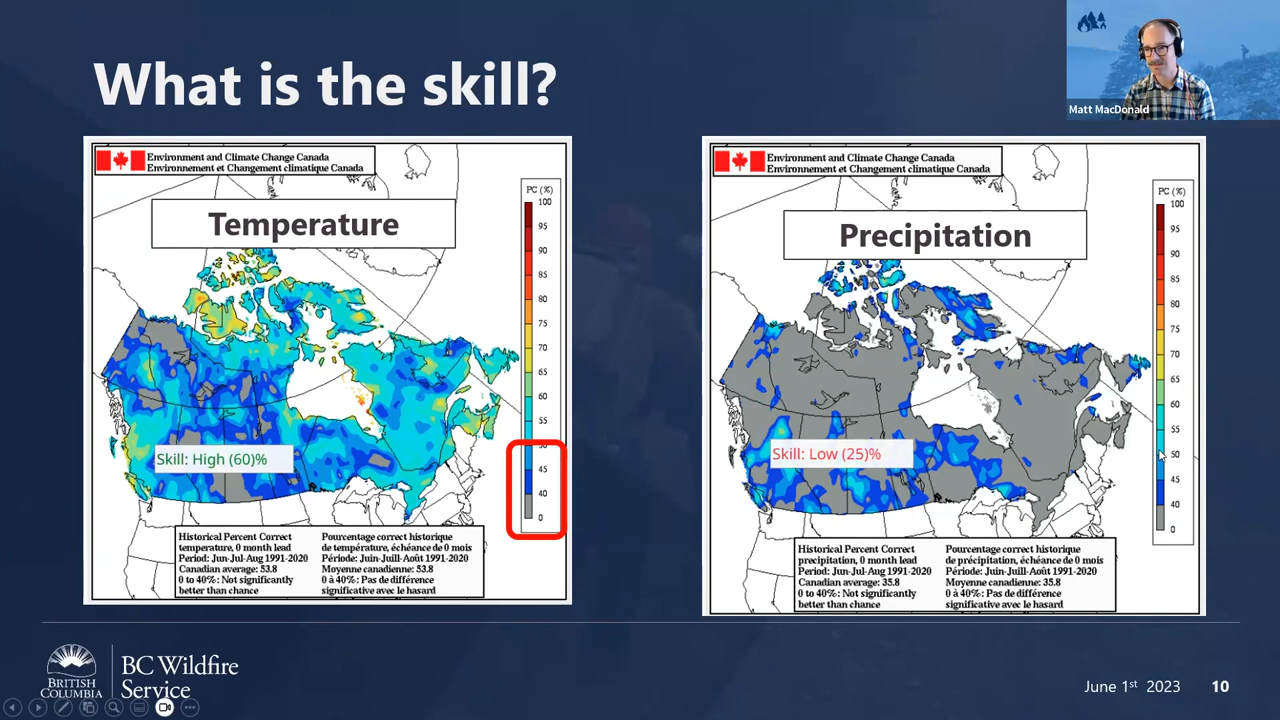 What is the skill?
Matt MacDonald
Environment and Climate Change Canada
Environnement et Changement climatique Canada
Temperature
PC (%)
100
95
90
85
80
75
70
65
60
55
45
40
0
Skill: High (60)%
Historical Percent Correct
temperature, 0 month lead
Period: Jun-Jul-Aug 1991-2020
Canadian average: 53.8
0 to 40%: Not significantly
better than chance
Pourcentage correct historique
de température, échéance de 0 mois
Période: Juin-Juill-Août 1991-2020
Moyenne canadienne: 53.8
0 à 40%: Pas de différence
significative avec le hasard
Environment and Climate Change Canada
Environnement et Changement climatique Canada
Precipitation
PC (%)
100
95
90
85
80
75
70
65
60
55
50
45
40
0
Skill: Low (25)%
Historical Percent Correct
precipitation, 0 month lead
Period: Jun-Jul-Aug 1991-2020
Canadian average: 35.8
0 to 40%: Not significantly
better than chance
Pourcentage correct historique
de précipitation, échéance de 0 mois
Période: Juin-Juill-Août 1991-2020
Moyenne canadienne: 35.8
0 à 40%: Pas de différence
significative avec le hasard
BRITISH
COLUMBIA
BC Wildfire
Service
June 1st 2023
10